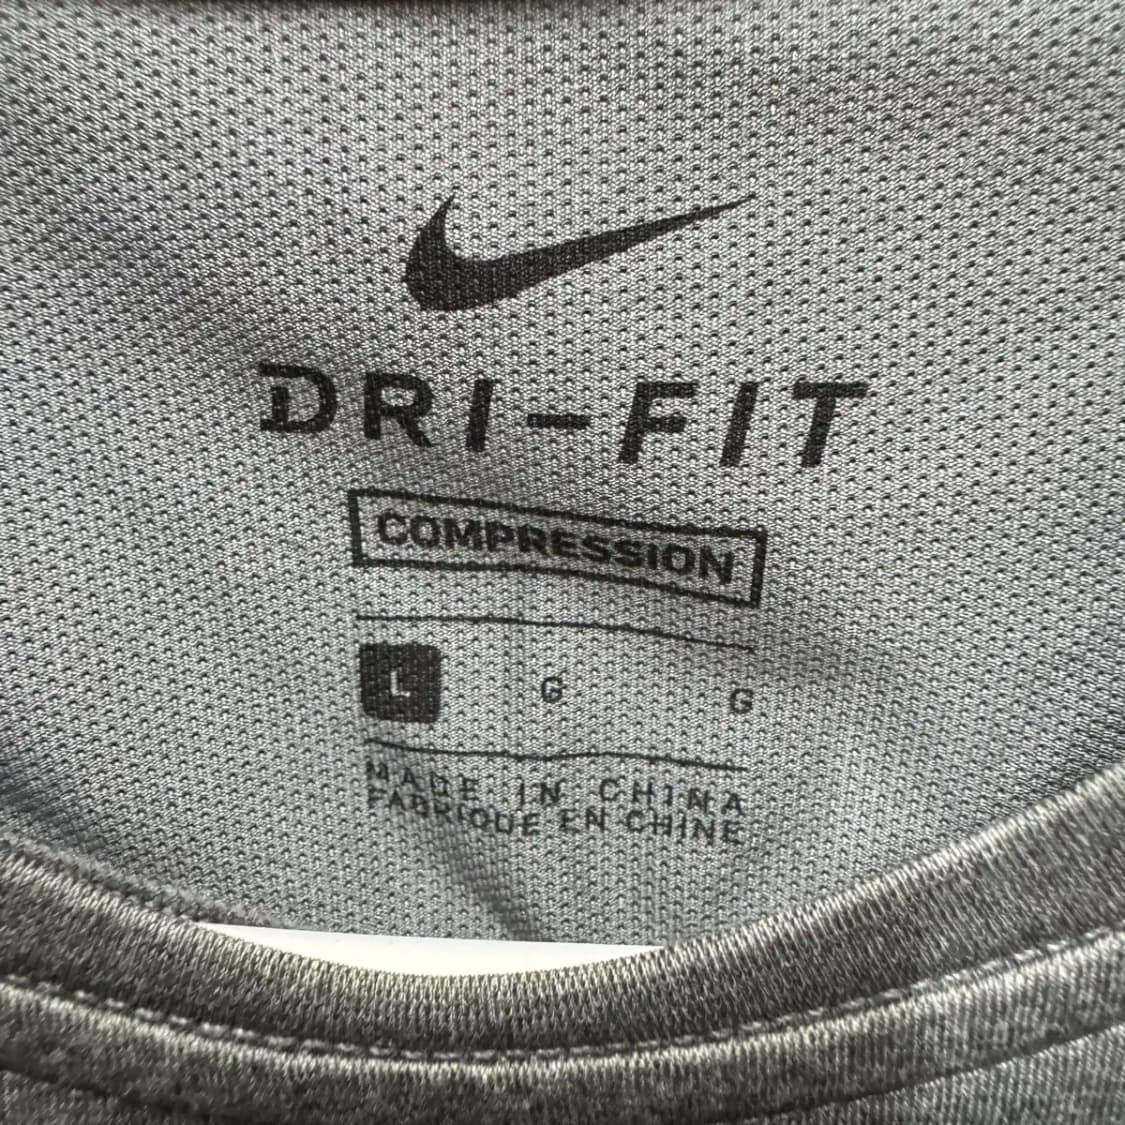 DRI-FIT
COMPRESSION
L G G
MADE IN CHINA
FABRIQUE EN CHINE